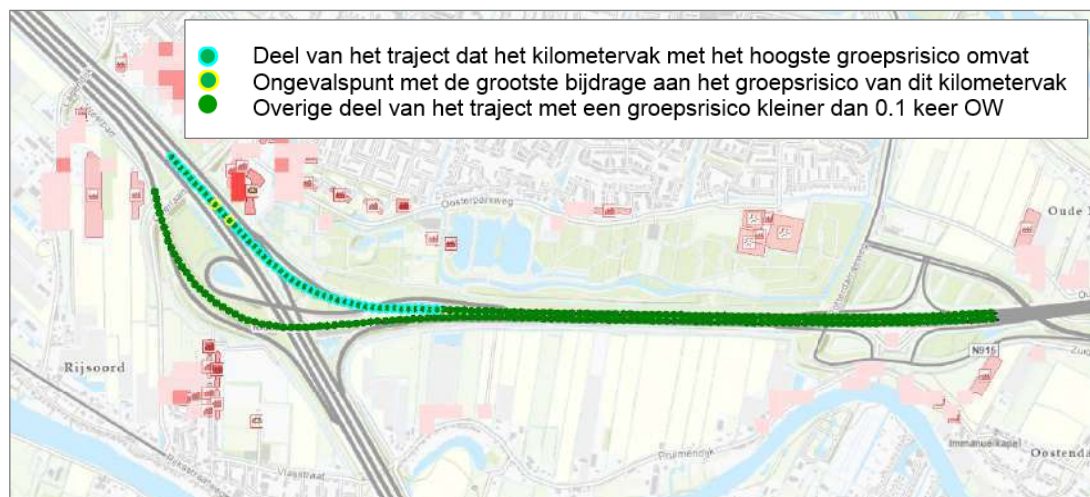 Deel van het traject dat het kilometervak met het hoogste groepsrisico omvat
Ongevalspunt met de grootste bijdrage aan het groepsrisico van dit kilometervak
Overige deel van het traject met een groepsrisico kleiner dan 0.1 keer OW
Oosterparkweg
Oude
Rijsoord
N915
Pruimendijk
Immanuelkapel
Oostenda
Vlasstraat